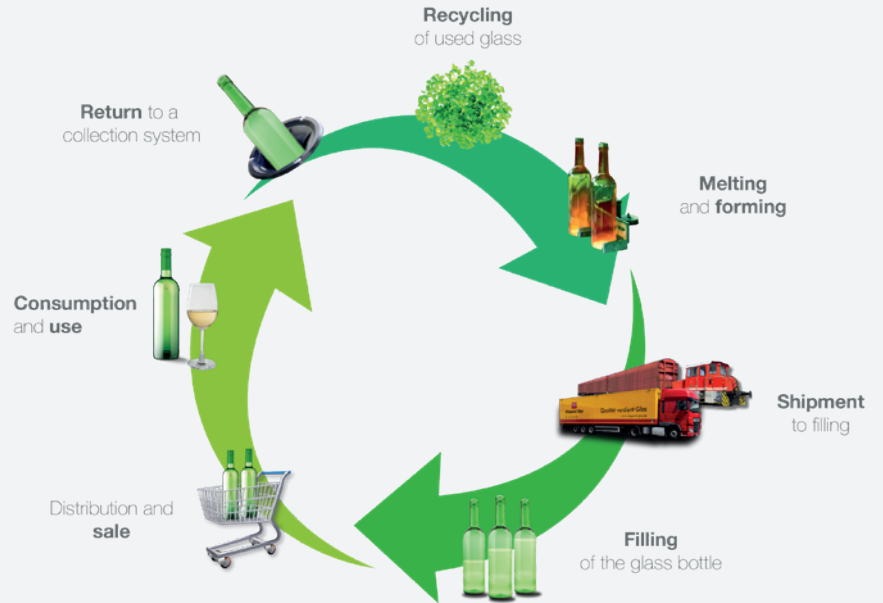 Recycling
of used glass
Return to a
collection system
Melting
and forming
Consumption
and use
Shipment
to filling
Distribution and
sale
Filling
of the glass bottle